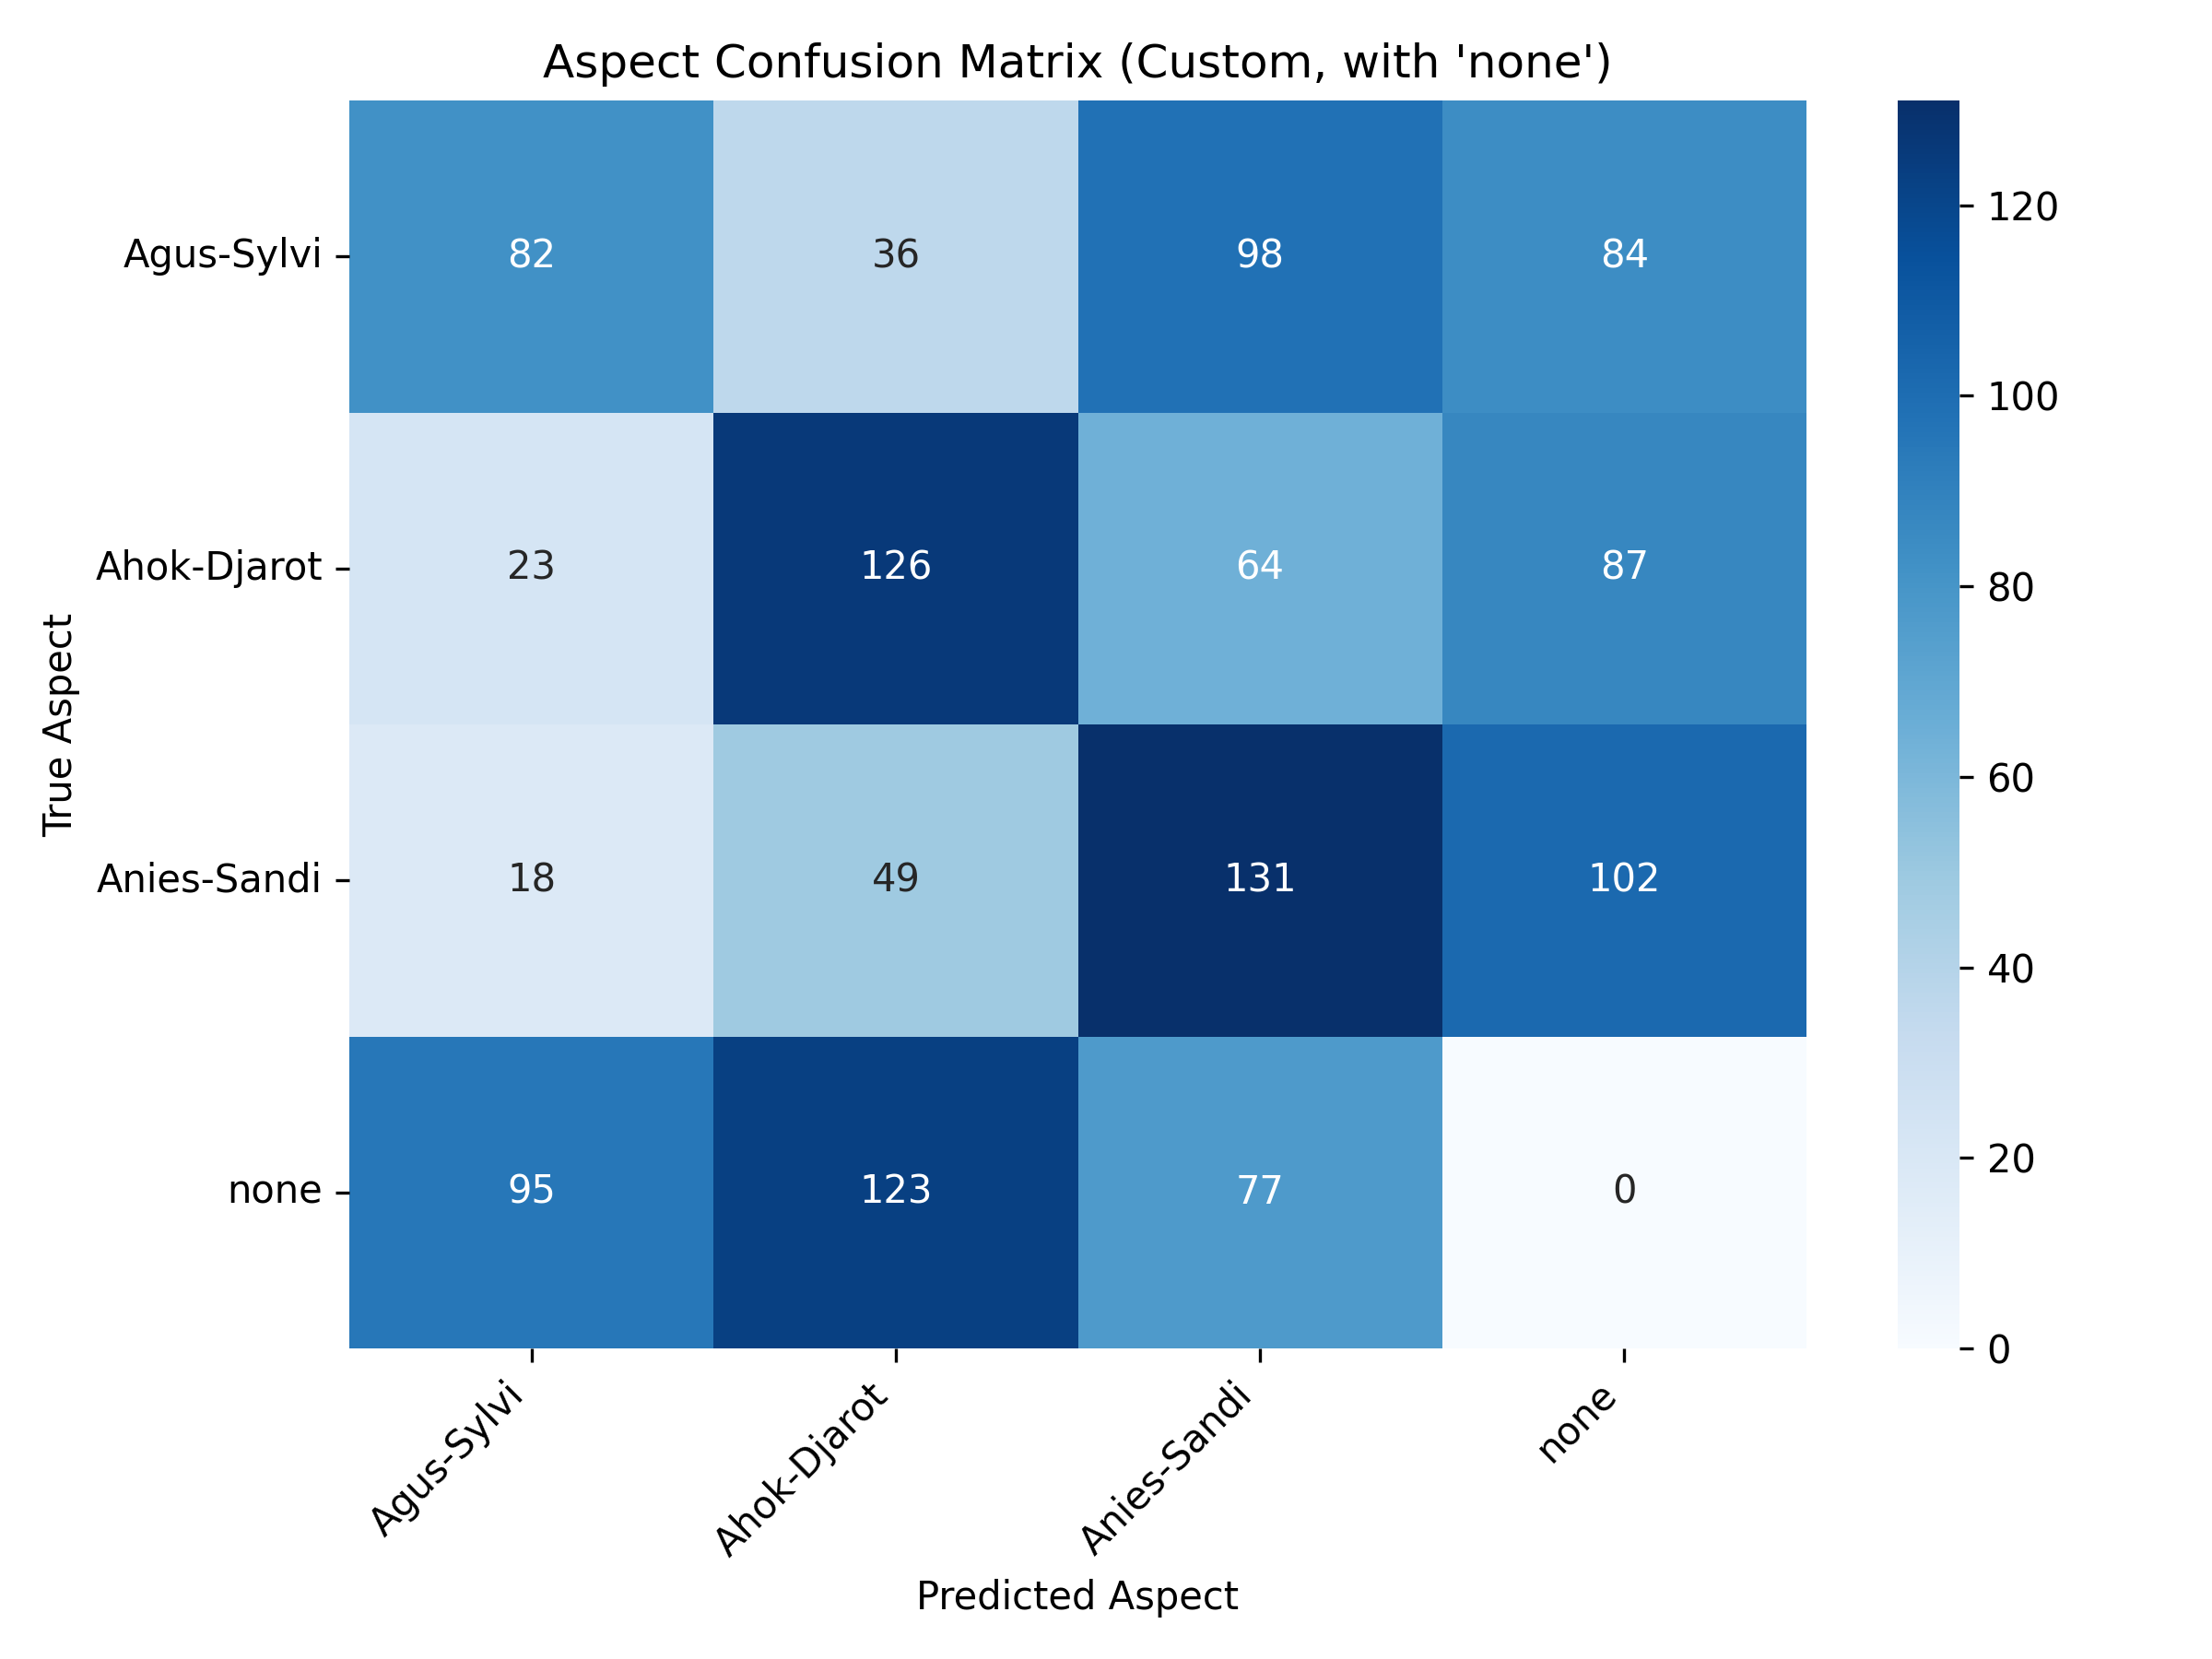 Aspect Confusion Matrix (Custom, with 'none')
True Aspect
Agus-Sylvi 82 36 98 84
Ahok-Djarot 23 126 64 87
Anies-Sandi 18 49 131 102
none 95 123 77 0
Agus-Sylvi Ahok-Djarot Anies-Sandi none
Predicted Aspect
120
100
80
60
40
20
0